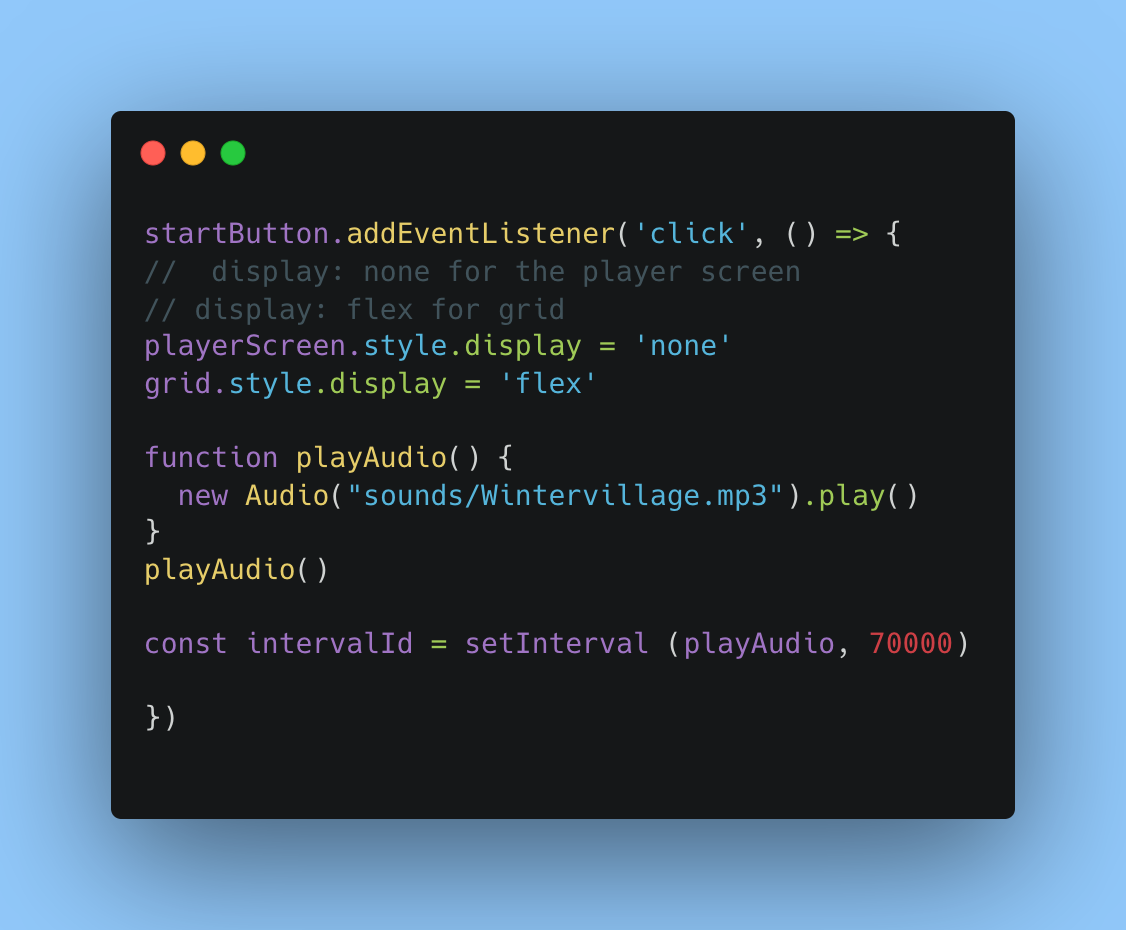 startButton.addEventListener('click', () => {
//  display: none for the player screen
// display: flex for grid
playerScreen.style.display = 'none'
grid.style.display = 'flex'

function playAudio() {
  new Audio("sounds/Wintervillage.mp3").play()
}
playAudio()

const intervalId = setInterval (playAudio, 70000)

})